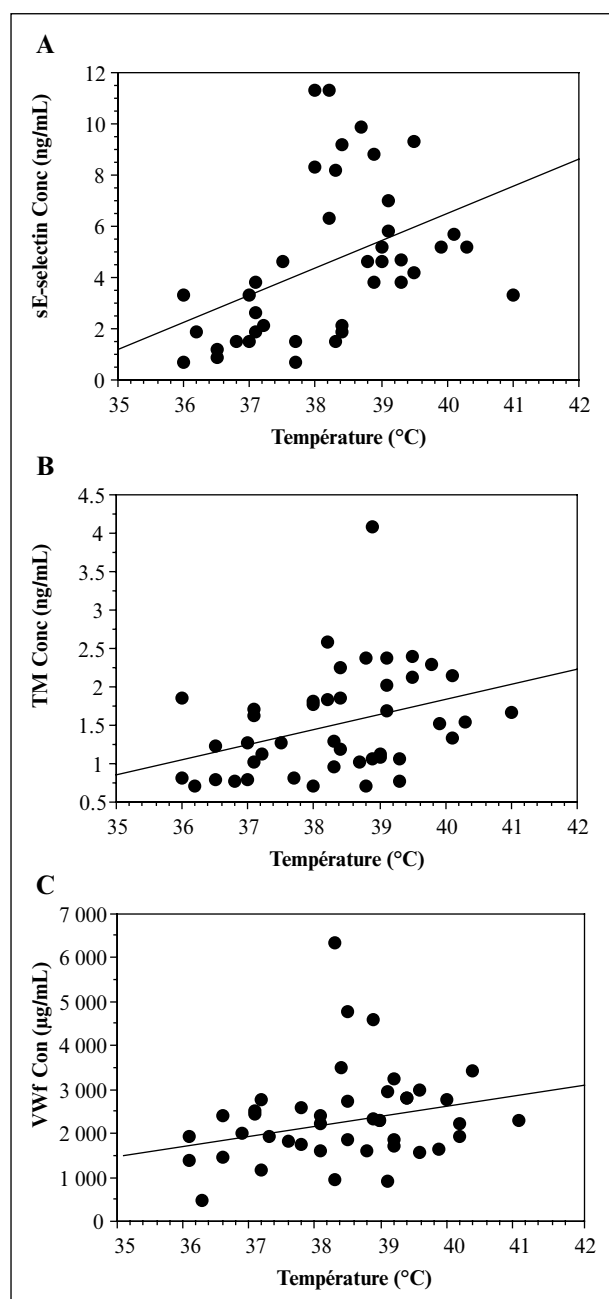 A
12
10
8
6
4
2
0
sE-selectin Conc (ng/mL)
35 36 37 38 39 40 41 42
Température (°C)
B
4.5
4
3.5
3
2.5
2
1.5
1
0.5
TM Conc (ng/mL)
35 36 37 38 39 40 41 42
Température (°C)
C
7 000
6 000
5 000
4 000
3 000
2 000
1 000
0
VWf Con (µg/mL)
35 36 37 38 39 40 41 42
Température (°C)